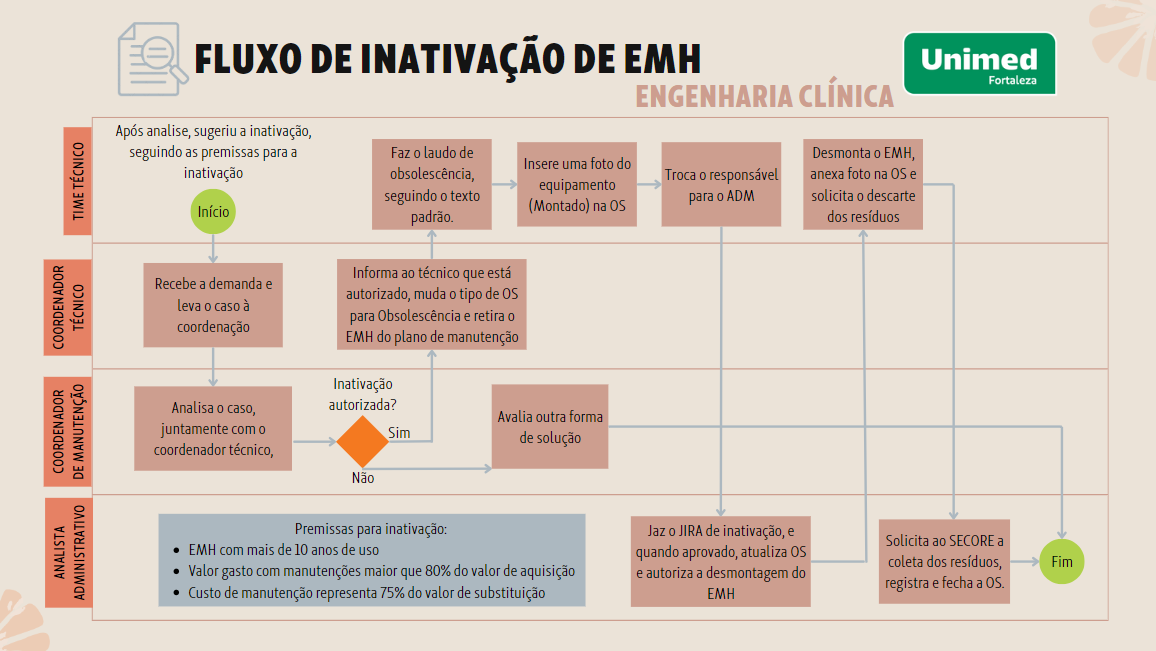 FLUXO DE INATIVAÇÃO DE EMH
ENGENHARIA CLÍNICA
Unimed
Fortaleza
TIME TÉCNICO
Após analise, sugeriu a inativação,
seguindo as premissas para a
inativação
Início
Faz o laudo de
obsolescência,
seguindo o texto
padrão.
Insere uma foto do
equipamento
(Montado) na OS
Troca o responsável
para o ADM
Desmonta o EMH,
anexa foto na OS e
solicita o descarte
dos resíduos
COORDENADOR
TÉCNICO
Recebe a demanda e
leva o caso à
coordenação
Informa ao técnico que está
autorizado, muda o tipo de OS
para Obsolescência e retira o
EMH do plano de manutenção
COORDENADOR
DE MANUTENÇÃO
Analisa o caso,
juntamente com o
coordenador técnico,
Inativação
autorizada?
Sim
Não
Avalia outra forma
de solução
ANALISTA
ADMINISTRATIVO
Premissas para inativação:
• EMH com mais de 10 anos de uso
• Valor gasto com manutenções maior que 80% do valor de aquisição
• Custo de manutenção representa 75% do valor de substituição
Jaz o JIRA de inativação, e
quando aprovado, atualiza OS
e autoriza a desmontagem do
EMH
Solicita ao SECORE a
coleta dos resíduos,
registra e fecha a OS.
Fim